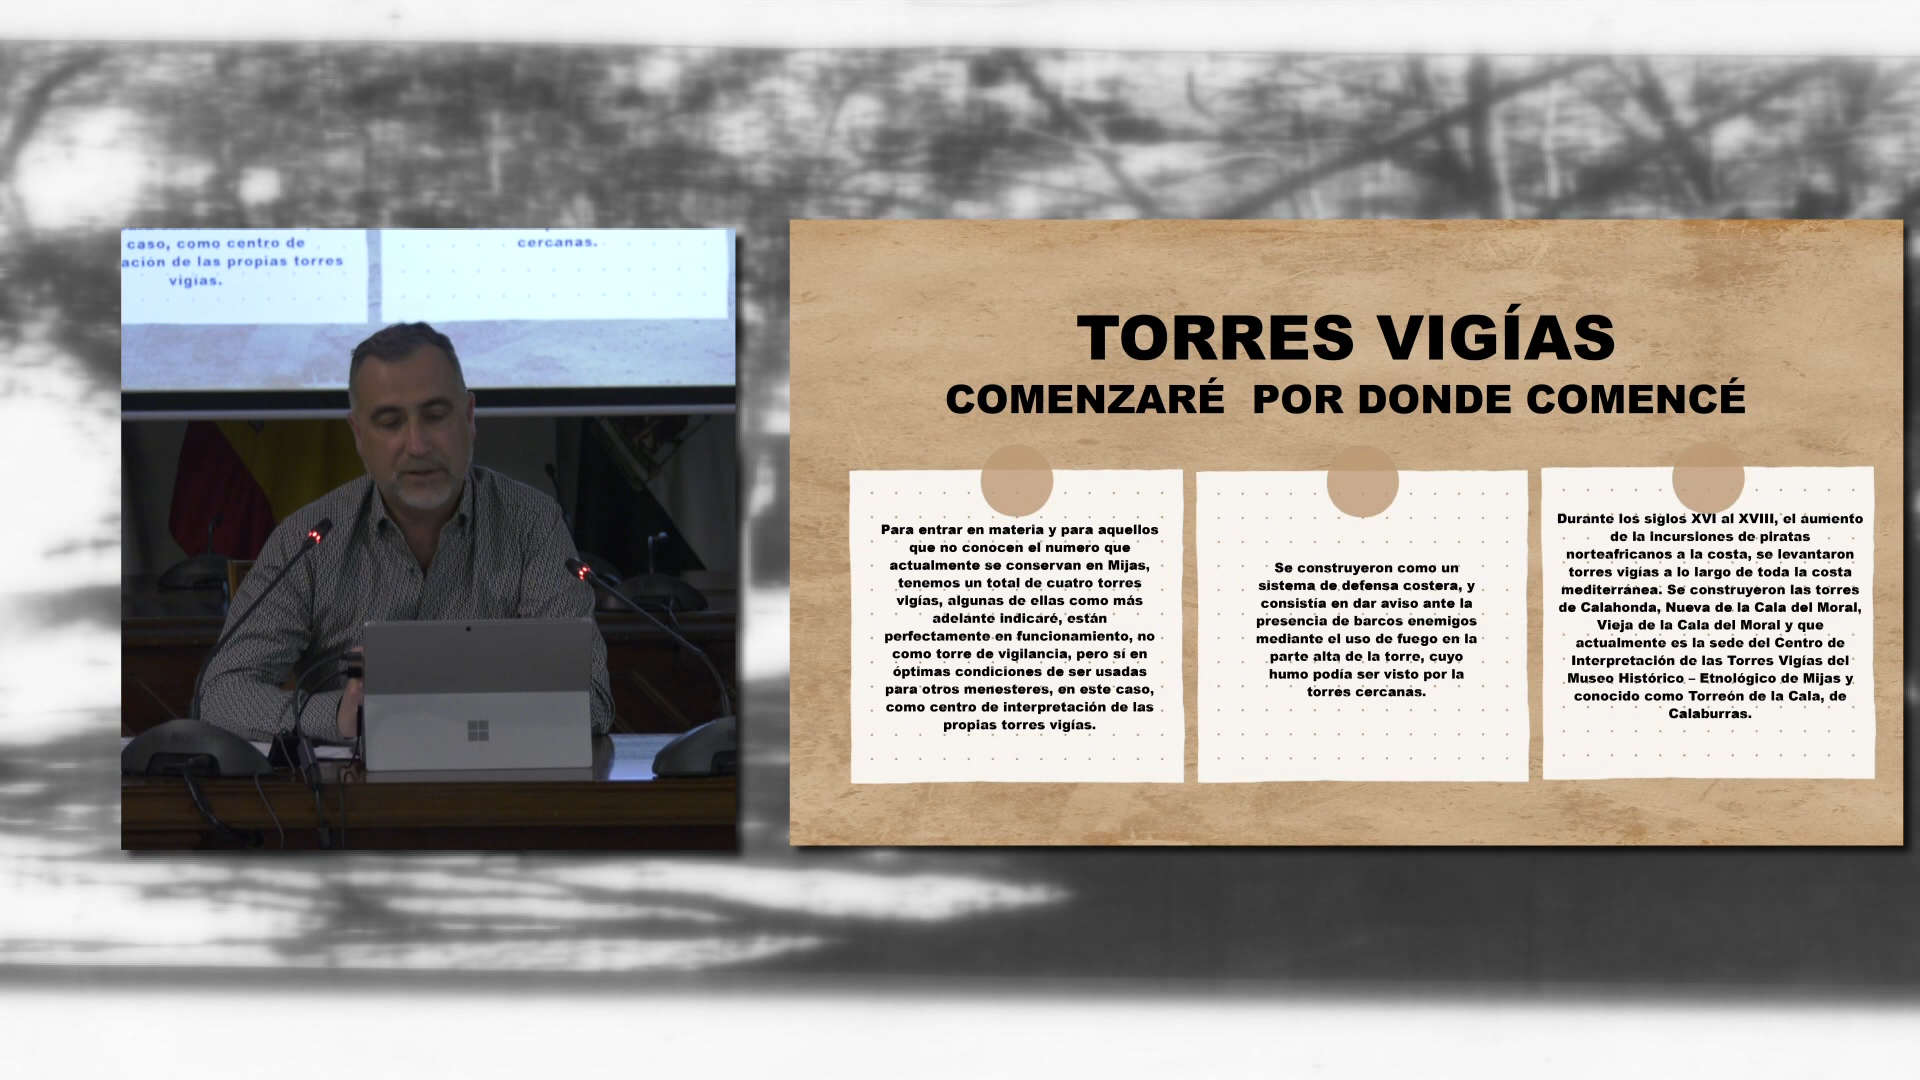 caso, como centro de
ación de las propias torres
vigías.
cercanas.
TORRES VIGÍAS
COMENZARÉ POR DONDE COMENCÉ
Para entrar en materia y para aquellos
que no conocen el numero que
actualmente se conservan en Mijas,
tenemos un total de cuatro torres
vigías, algunas de ellas como más
adelante indicaré, están
perfectamente en funcionamiento, no
como torre de vigilancia, pero sí en
óptimas condiciones de ser usadas
para otros menesteres, en este caso,
como centro de interpretación de las
propias torres vigías.
Se construyeron como un
sistema de defensa costera, y
consistía en dar aviso ante la
presencia de barcos enemigos
mediante el uso de fuego en la
parte alta de la torre, cuyo
humo podía ser visto por la
torres cercanas.
Durante los siglos XVI al XVIII, el aumento
de la incursiones de piratas
norteafricanos a la costa, se levantaron
torres vigías a lo largo de toda la costa
mediterránea. Se construyeron las torres
de Calahonda, Nueva de la Cala del Moral,
Vieja de la Cala del Moral y que
actualmente es la sede del Centro de
Interpretación de las Torres Vigías del
Museo Histórico – Etnológico de Mijas y
conocido como Torreón de la Cala, de
Calaburras.